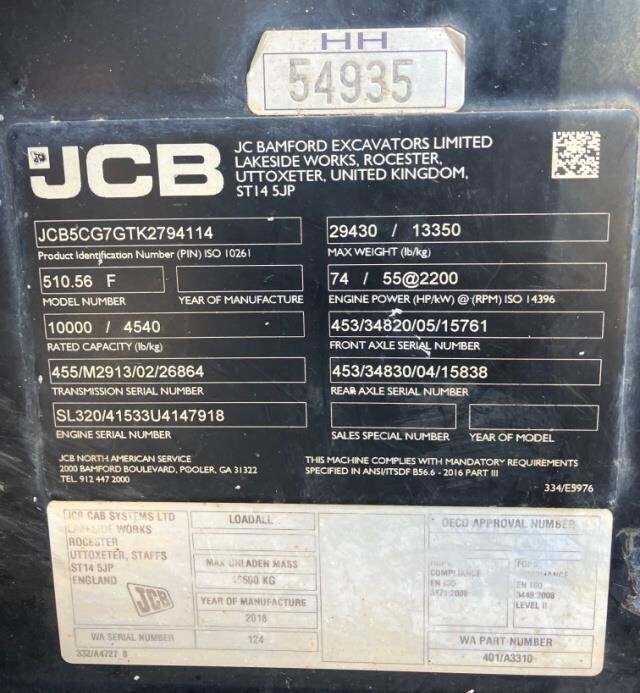 HH
54935
JCB
JC BAMFORD EXCAVATORS LIMITED
LAKESIDE WORKS, ROCESTER,
UTTOXETER, UNITED KINGDOM,
ST14 5JP
JCB5CG7GTK2794114
Product Identification Number (PIN) ISO 10261
29430 / 13350
MAX WEIGHT (lb/kg)
510.56 F
MODEL NUMBER
YEAR OF MANUFACTURE
74 / 55@2200
ENGINE POWER (HP/kW) @ (RPM) ISO 14396
10000 / 4540
RATED CAPACITY (lb/kg)
453/34820/05/15761
FRONT AXLE SERIAL NUMBER
455/M2913/02/26864
TRANSMISSION SERIAL NUMBER
453/34830/04/15838
REAR AXLE SERIAL NUMBER
SL320/41533U4147918
ENGINE SERIAL NUMBER
SALES SPECIAL NUMBER
YEAR OF MODEL
JCB NORTH AMERICAN SERVICE
2000 BAMFORD BOULEVARD, POOLER, GA 31322
TEL. 912 447 2000
THIS MACHINE COMPLIES WITH MANDATORY REQUIREMENTS
SPECIFIED IN ANSI/ITSDF B56.6 - 2016 PART III
334/E5976
JCB CAB SYSTEMS LTD
LAKESIDE WORKS
ROCESTER
UTTOXETER, STAFFS
ST14 5JP
ENGLAND
JCB
WA SERIAL NUMBER
332/A4727 8
LOADALL
MAX UNLADEN MASS
KG
YEAR OF MANUFACTURE
2018
124
OECD APPROVAL NUMBER
COMPLIANCE
EN ISO
3471:2008
EN ISO
3449:2008
LEVEL II
WA PART NUMBER
401/A3310